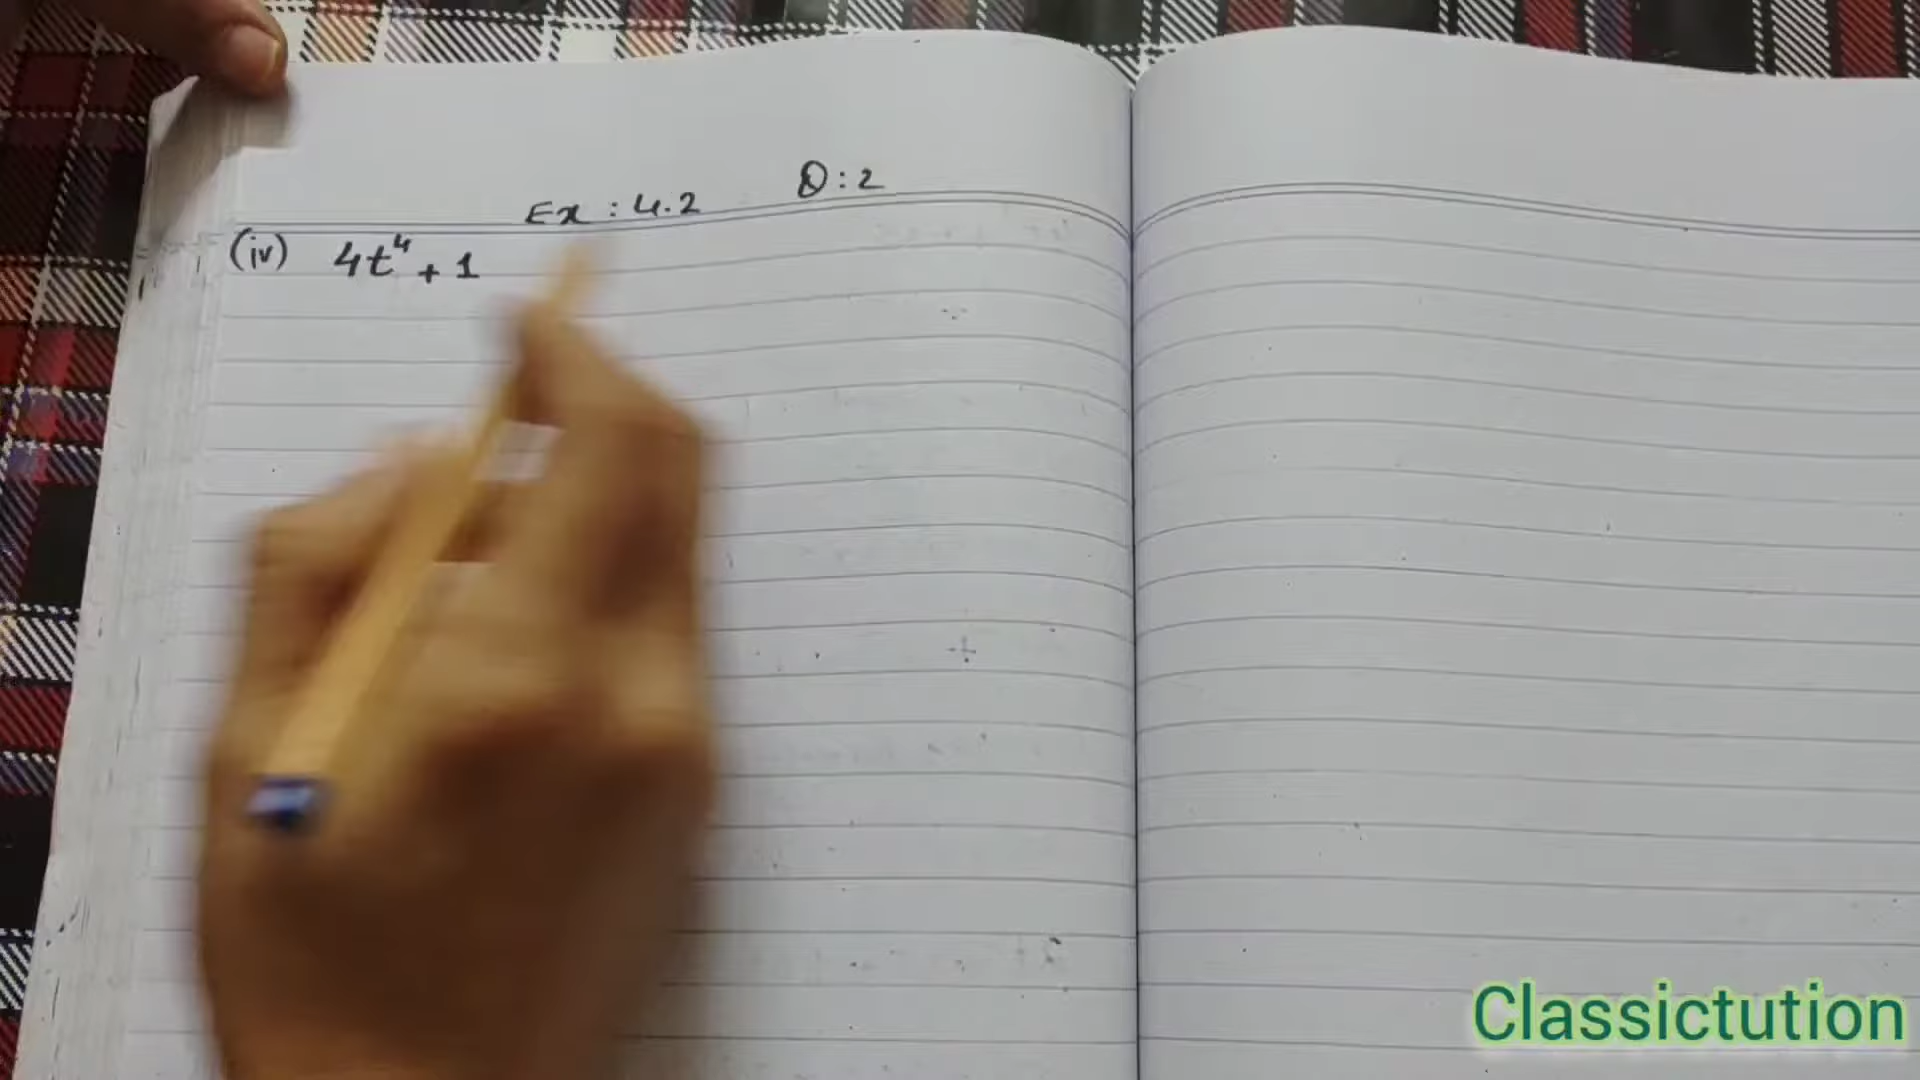 Ex : 4.2 Q : 2
(iv) 4t⁴ + 1
Classictution